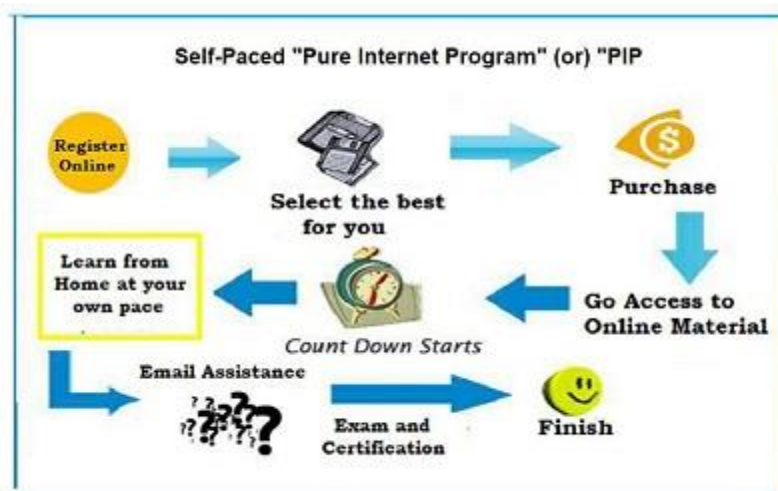 Self-Paced "Pure Internet Program" (or) "PIP
Register
Online
Select the best
for you
Purchase
Go Access to
Online Material
Count Down Starts
Learn from
Home at your
own pace
Email Assistance
? ? ? ? ? ? ? ? ? ?
Exam and
Certification
Finish